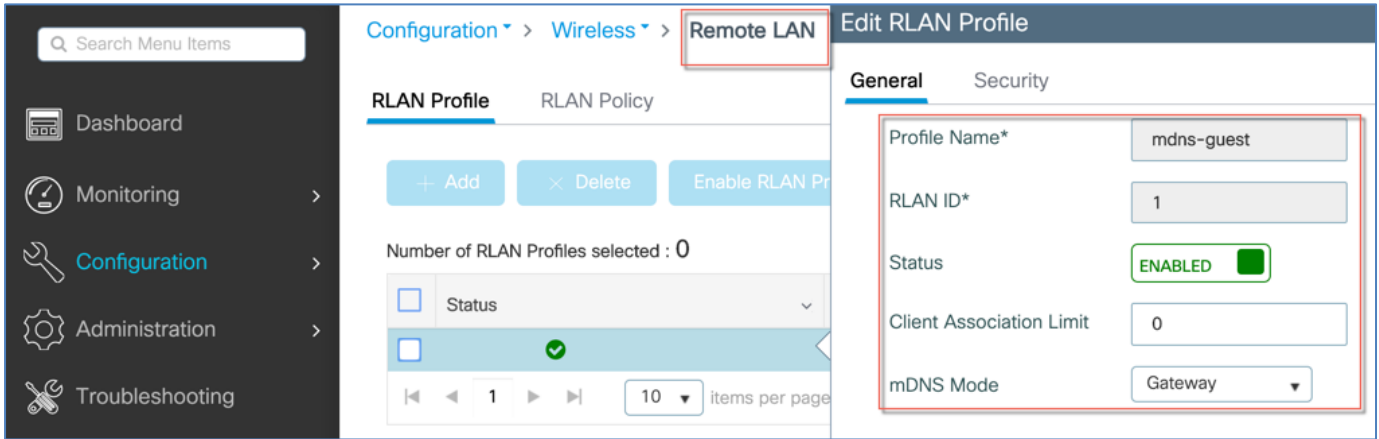 Search Menu Items
Dashboard
Monitoring
Configuration
Administration
Troubleshooting
Configuration > Wireless > Remote LAN
RLAN Profile RLAN Policy
+ Add × Delete Enable RLAN Pr
Number of RLAN Profiles selected : 0
Status
1 10 items per page
Edit RLAN Profile
General Security
Profile Name* mdns-guest
RLAN ID* 1
Status ENABLED
Client Association Limit 0
mDNS Mode Gateway